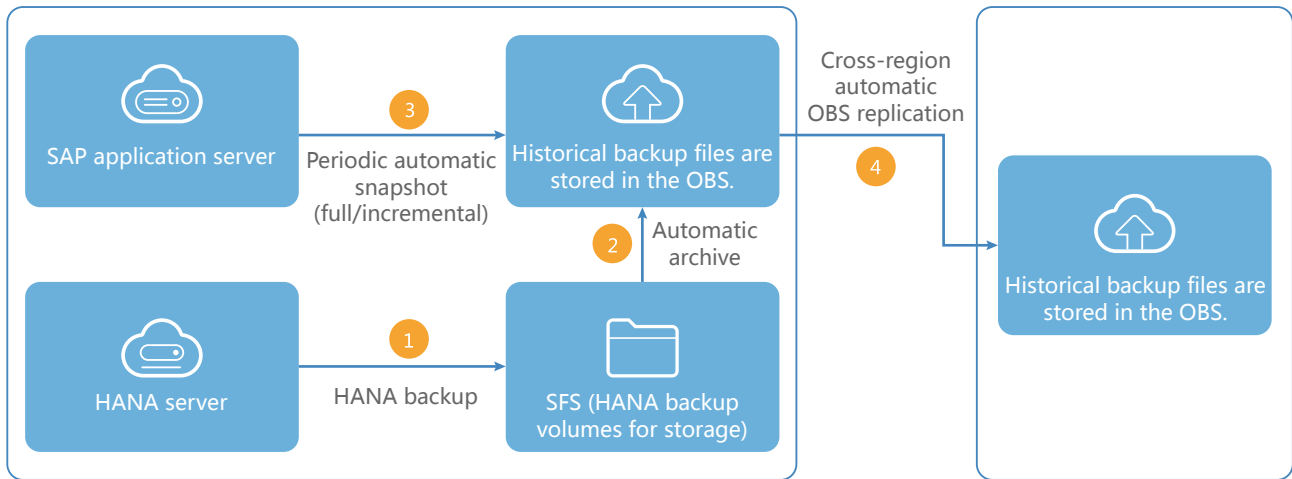 SAP application server
3
Periodic automatic
snapshot
(full/incremental)
Historical backup files are
stored in the OBS.
Cross-region
automatic
OBS replication
4
2
Automatic
archive
Historical backup files are
stored in the OBS.
HANA server
1
HANA backup
SFS (HANA backup
volumes for storage)